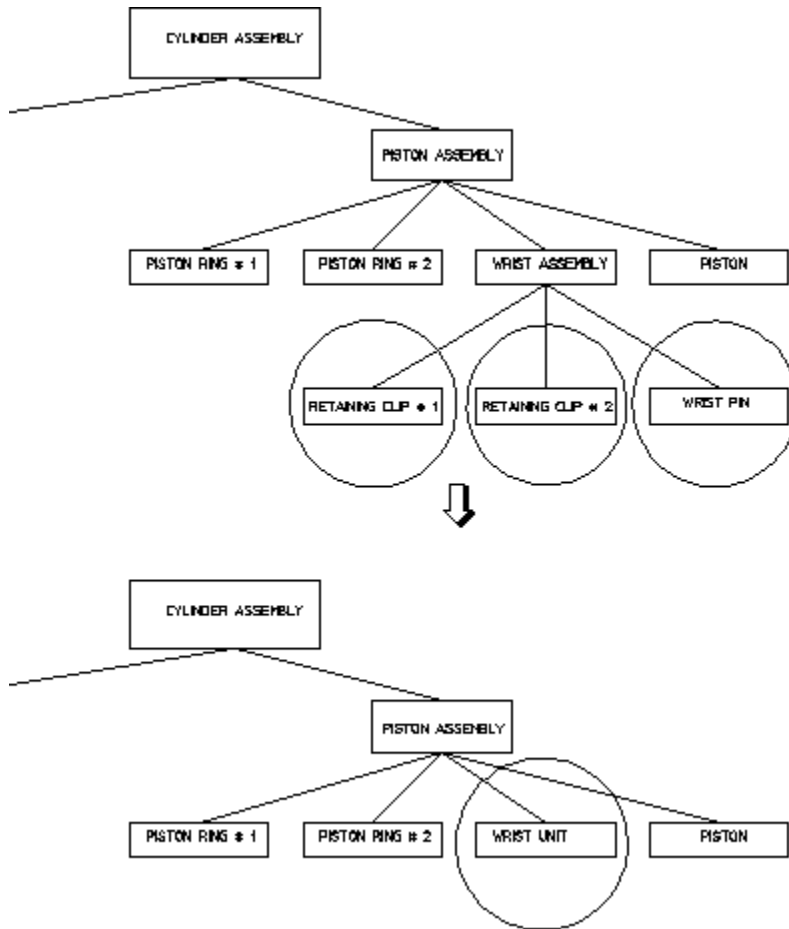 CYLINDER ASSEMBLY
PISTON ASSEMBLY
PISTON RING # 1
PISTON RING # 2
WRIST ASSEMBLY
PISTON
RETAINING CLIP # 1
RETAINING CLIP # 2
WRIST PIN
CYLINDER ASSEMBLY
PISTON ASSEMBLY
PISTON RING # 1
PISTON RING # 2
WRIST UNIT
PISTON